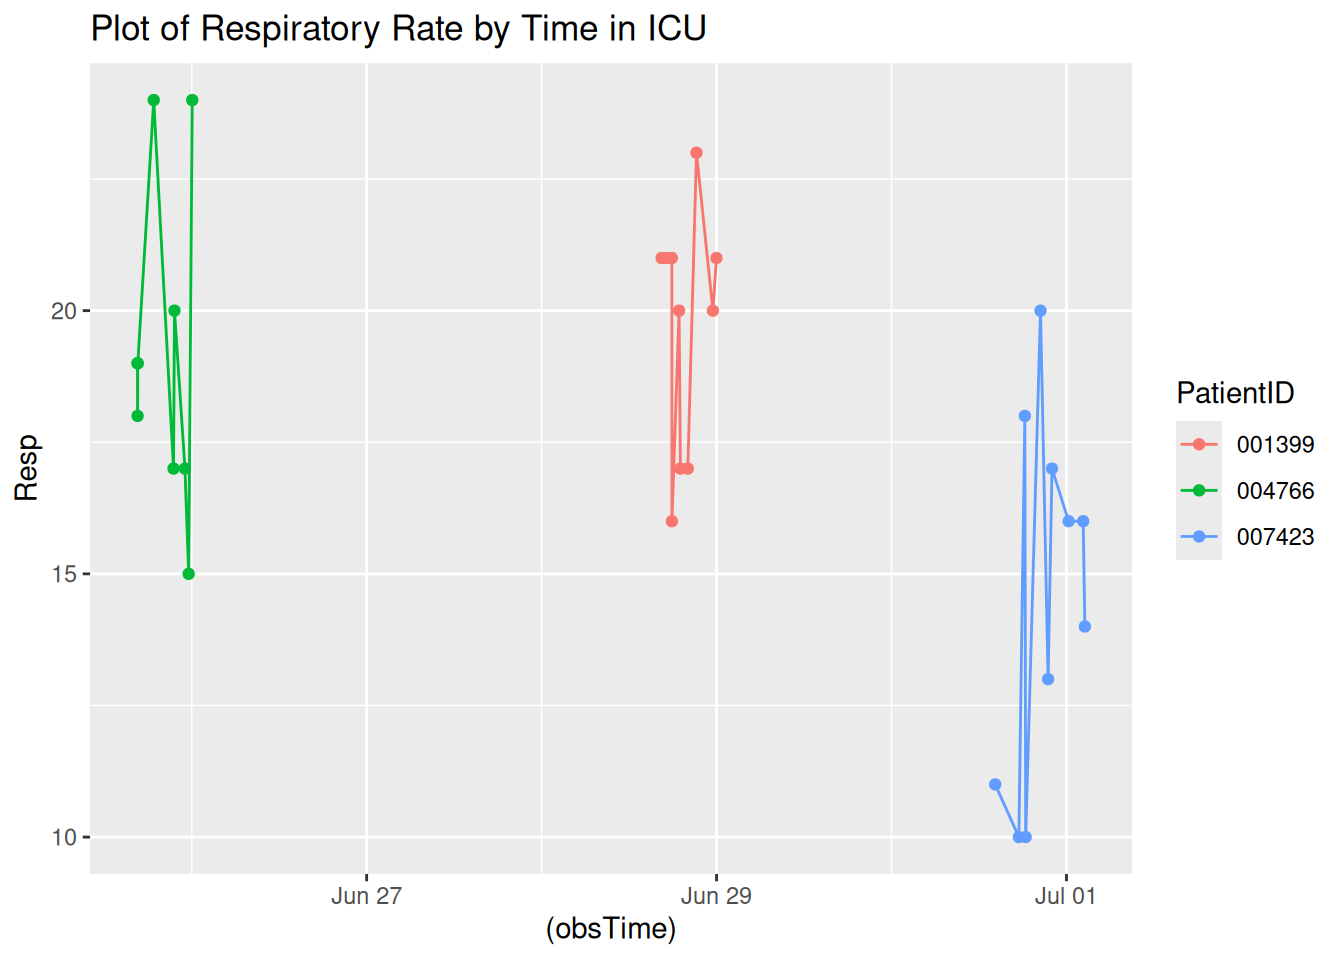 Plot of Respiratory Rate by Time in ICU
Resp
20
15
10
Jun 27
Jun 29
Jul 01
(obsTime)
PatientID
001399
004766
007423